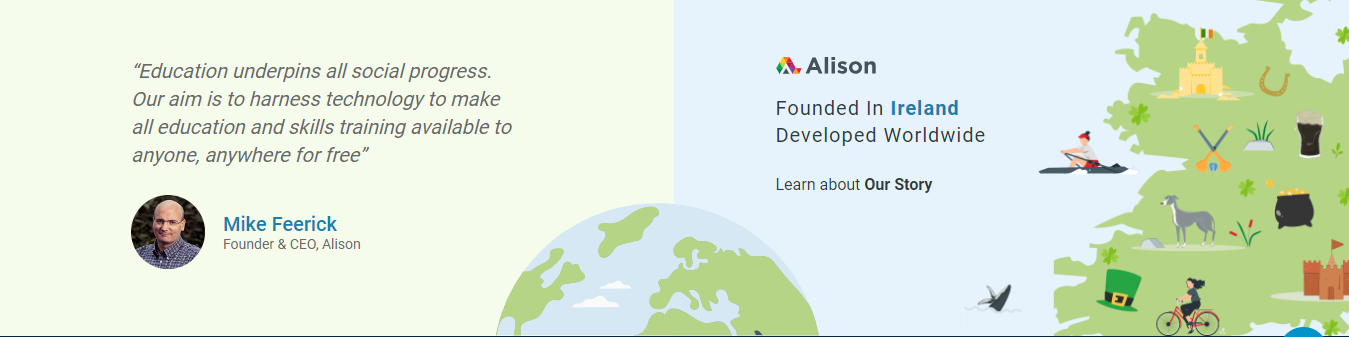 “Education underpins all social progress.
Our aim is to harness technology to make
all education and skills training available to
anyone, anywhere for free”
Mike Feerick
Founder & CEO, Alison
Alison
Founded In Ireland
Developed Worldwide
Learn about Our Story